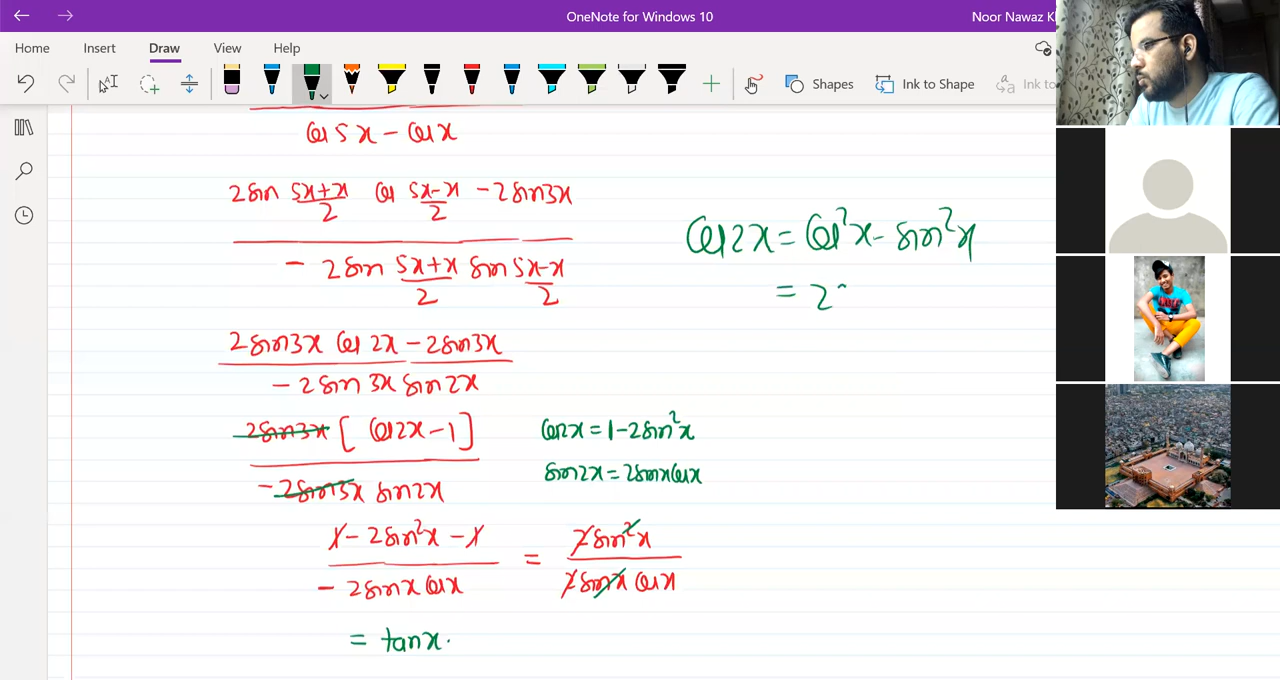 OneNote for Windows 10
Noor Nawaz K
Home Insert Draw View Help
Shapes Ink to Shape Ink to
cos 5x - cos x
2 sin (5x+x)/2 cos (5x-x)/2 - 2 sin 3x
- 2 sin (5x+x)/2 sin (5x-x)/2
2 sin 3x cos 2x - 2 sin 3x
- 2 sin 3x sin 2x
2 sin 3x [ cos 2x - 1 ]
- 2 sin 3x sin 2x
1 - 2 sin²x - 1 = 2 sin²x
- 2 sin x cos x 2 sin x cos x
= tan x.
cos 2x = cos²x - sin²x
= 2
cos 2x = 1 - 2 sin²x
sin 2x = 2 sin x cos x